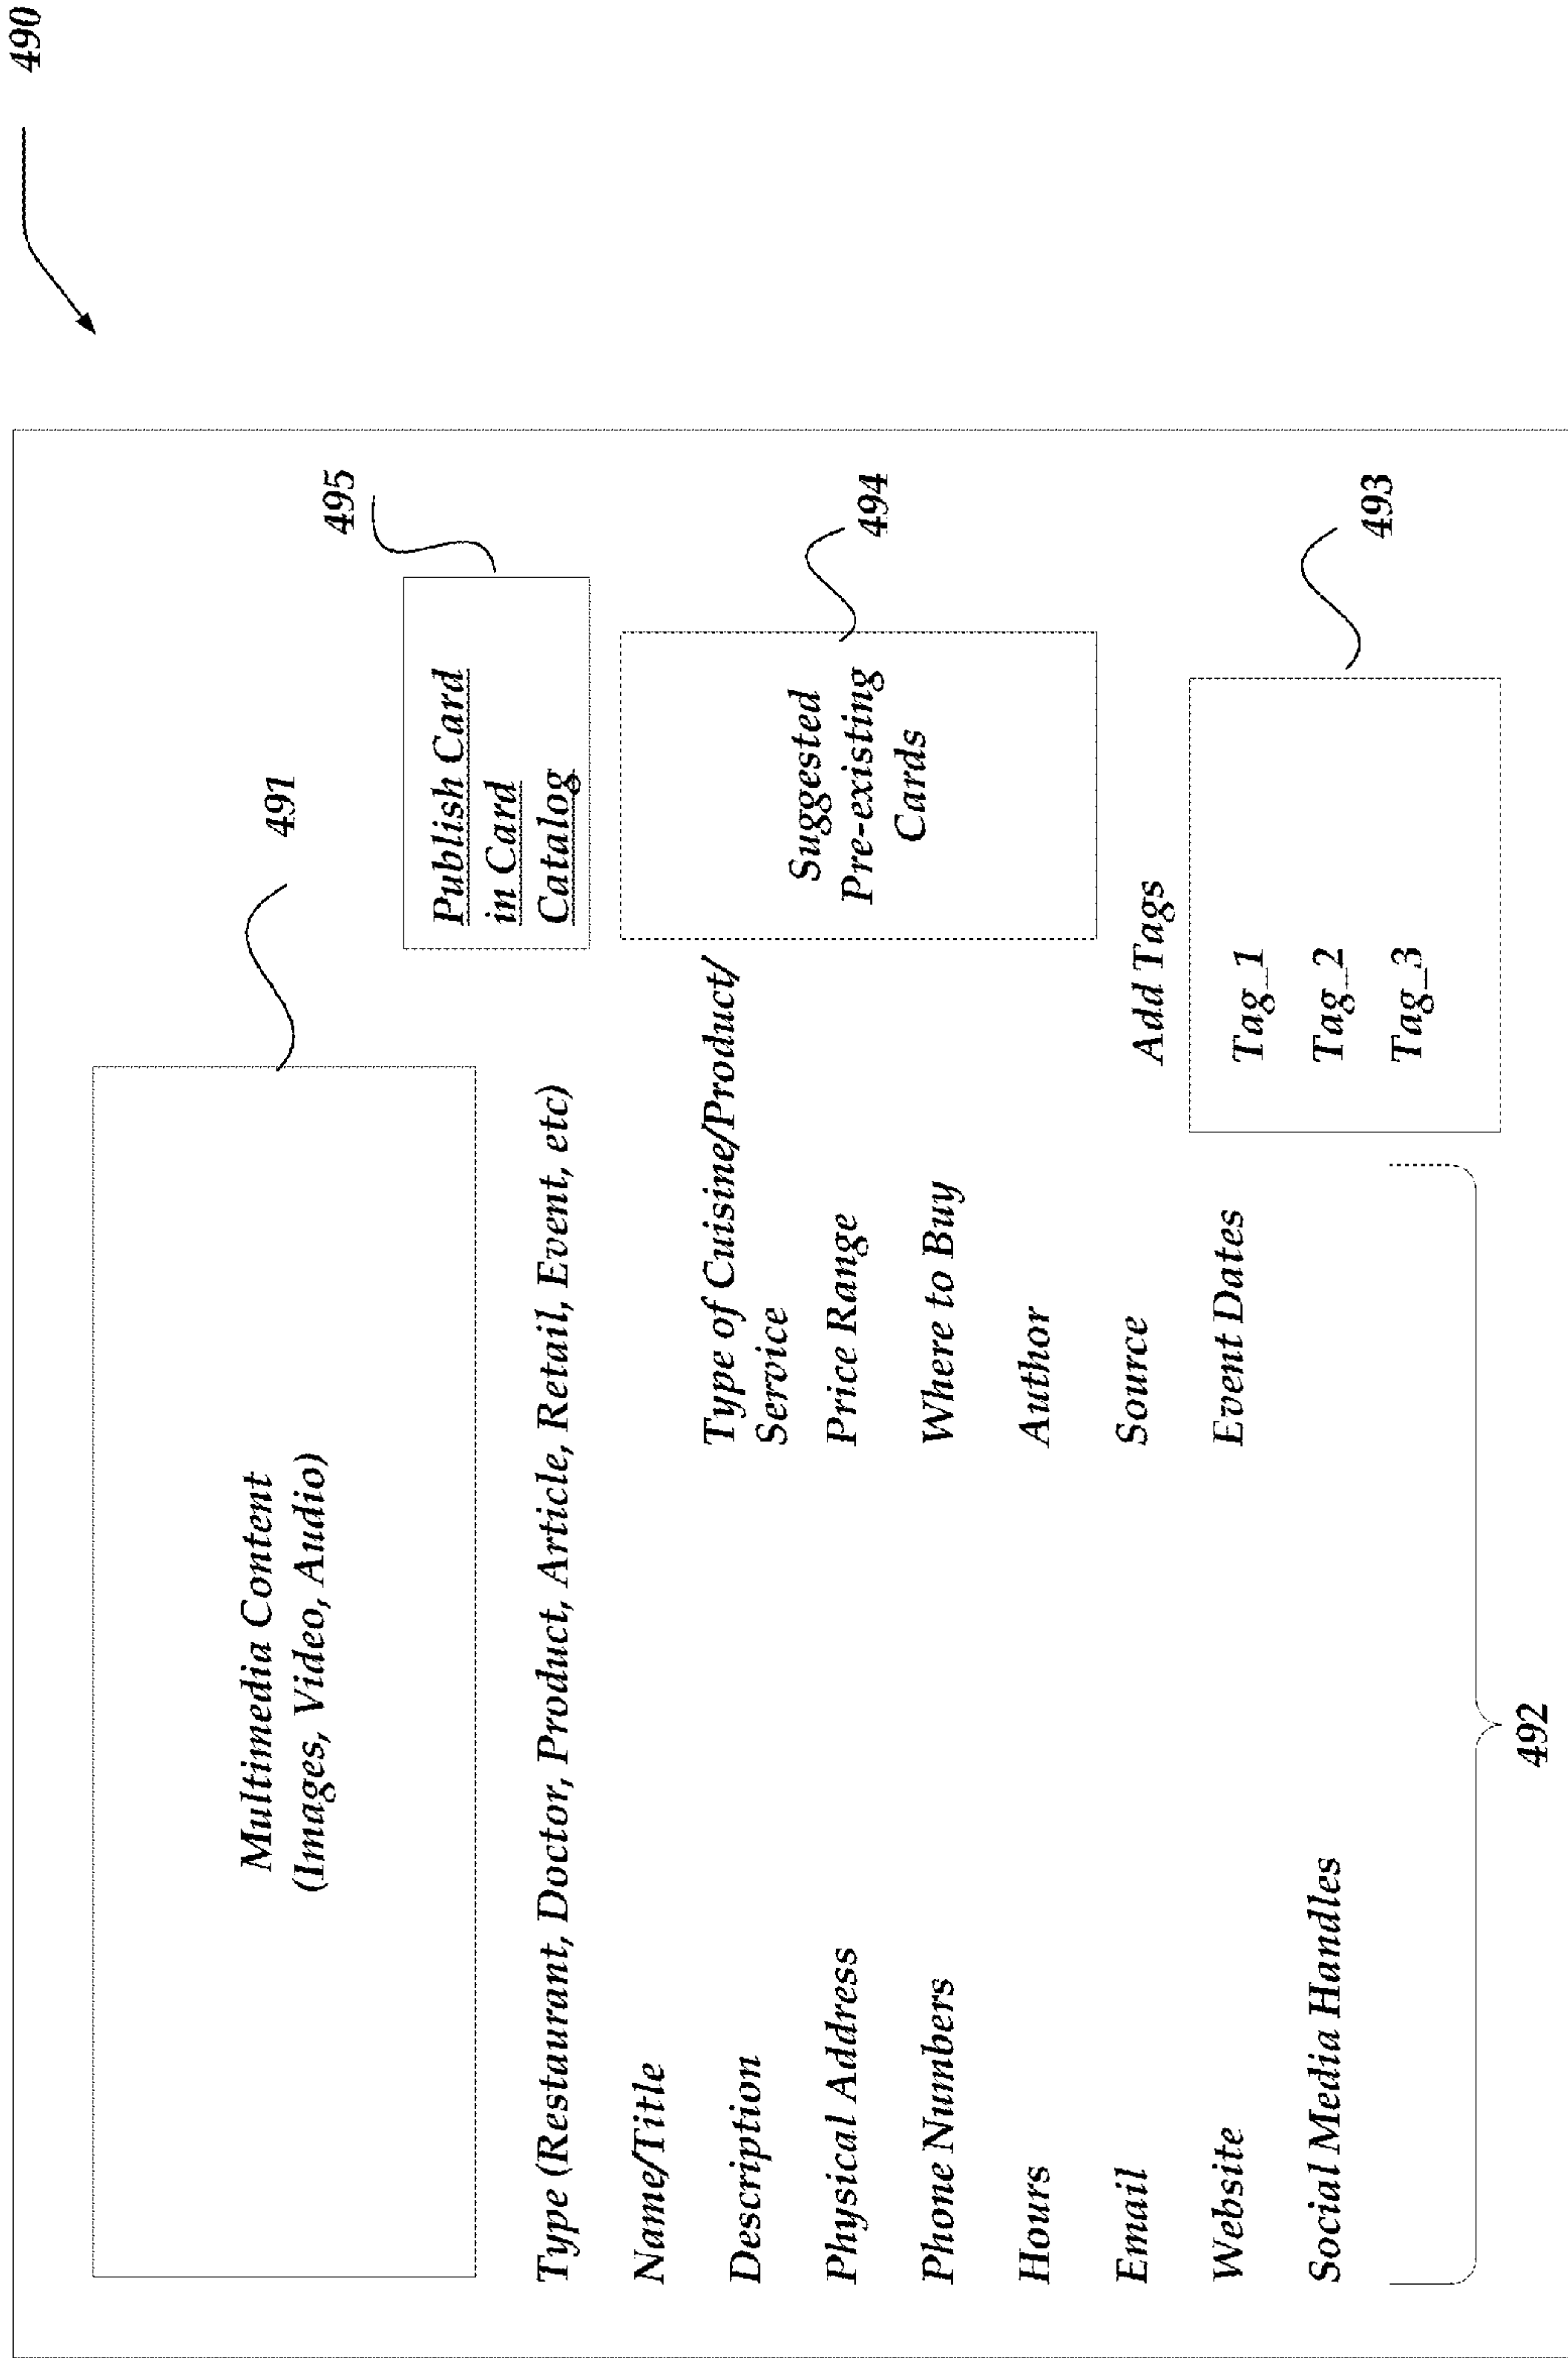 490
491
Multimedia Content
(Images, Video, Audio)
495
Publish Card
in Card
Catalog
Type (Restaurant, Doctor, Product, Article, Retail, Event, etc)
Name/Title
Description
Physical Address
Phone Numbers
Hours
Email
Website
Social Media Handles
Type of Cuisine/Product/
Service
Price Range
Where to Buy
Author
Source
Event Dates
494
Suggested
Pre-existing
Cards
Add Tags
493
Tag_1
Tag_2
Tag_3
492